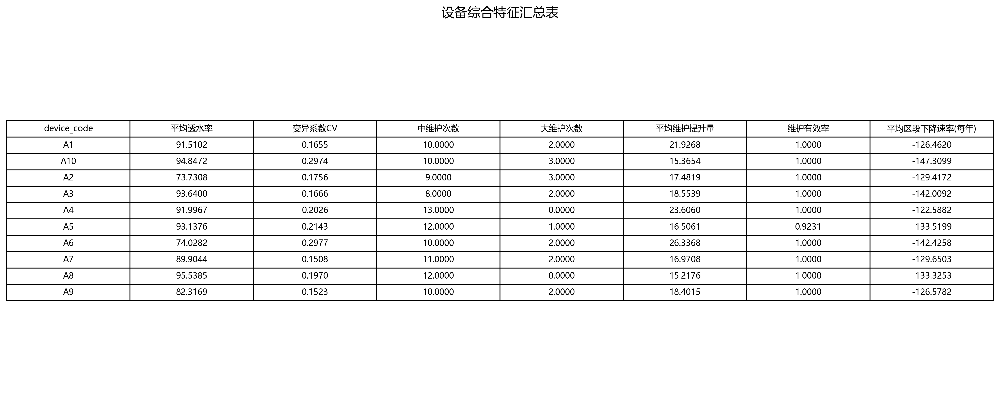 设备综合特征汇总表
device_code 平均透水率 变异系数CV 中维护次数 大维护次数 平均维护提升量 维护有效率 平均区段下降速率(每年)
A1 91.5102 0.1655 10.0000 2.0000 21.9268 1.0000 -126.4620
A10 94.8472 0.2974 10.0000 3.0000 15.3654 1.0000 -147.3099
A2 73.7308 0.1756 9.0000 3.0000 17.4819 1.0000 -129.4172
A3 93.6400 0.1666 8.0000 2.0000 18.5539 1.0000 -142.0092
A4 91.9967 0.2026 13.0000 0.0000 23.6060 1.0000 -122.5882
A5 93.1376 0.2143 12.0000 1.0000 16.5061 0.9231 -133.5199
A6 74.0282 0.2977 10.0000 2.0000 26.3368 1.0000 -142.4258
A7 89.9044 0.1508 11.0000 2.0000 16.9708 1.0000 -129.6503
A8 95.5385 0.1970 12.0000 0.0000 15.2176 1.0000 -133.3253
A9 82.3169 0.1523 10.0000 2.0000 18.4015 1.0000 -126.5782